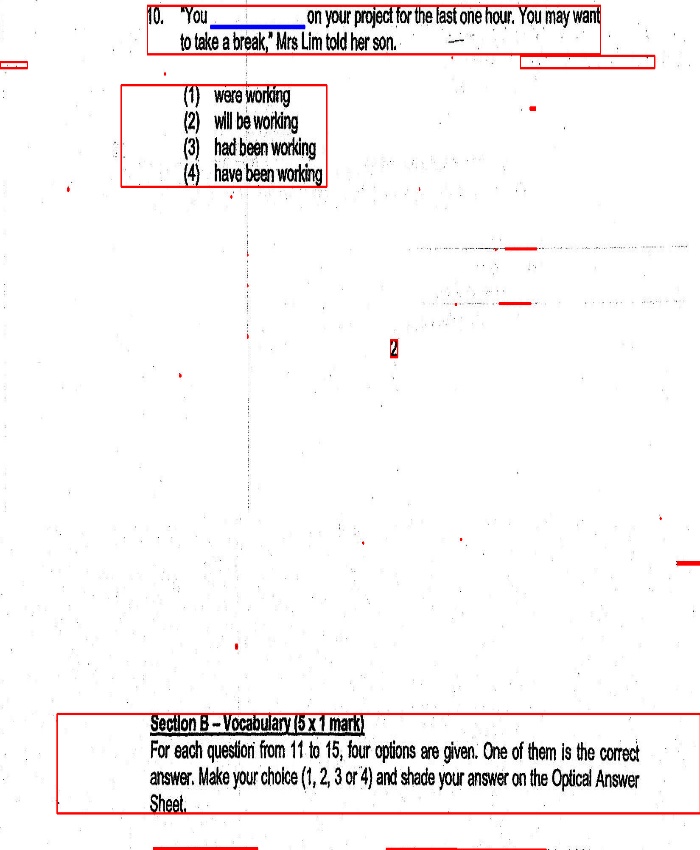 10. "You ____________ on your project for the last one hour. You may want
to take a break," Mrs Lim told her son.
(1) were working
(2) will be working
(3) had been working
(4) have been working
2
Section B – Vocabulary (5 x 1 mark)
For each question from 11 to 15, four options are given. One of them is the correct
answer. Make your choice (1, 2, 3 or 4) and shade your answer on the Optical Answer
Sheet.